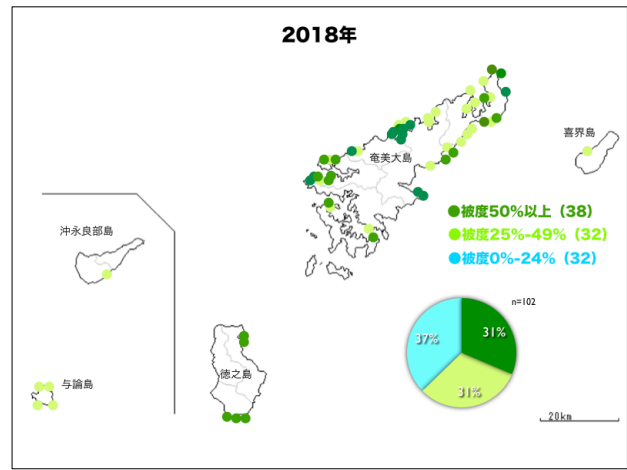 2018年
喜界島
奄美大島
被度50%以上（38）
沖永良部島
被度25%-49%（32）
被度0%-24%（32）
n=102
37%
31%
31%
徳之島
与論島
20km